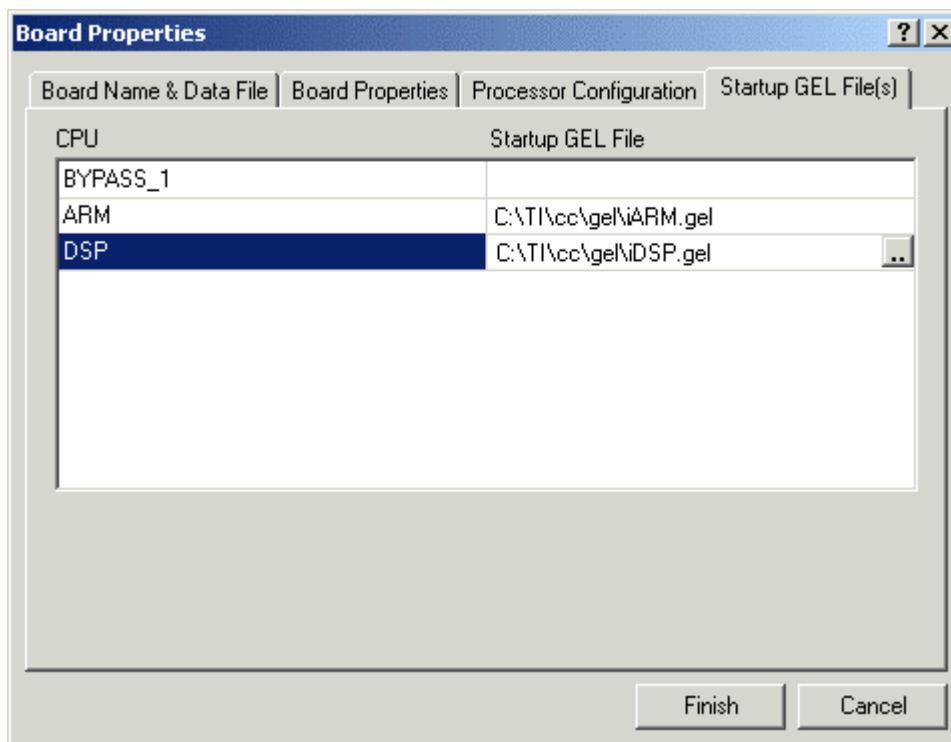 Board Properties ? X
Board Name & Data File Board Properties Processor Configuration Startup GEL File(s)
CPU Startup GEL File
BYPASS_1
ARM C:\TI\cc\gel\iARM.gel
DSP C:\TI\cc\gel\iDSP.gel ..
Finish Cancel